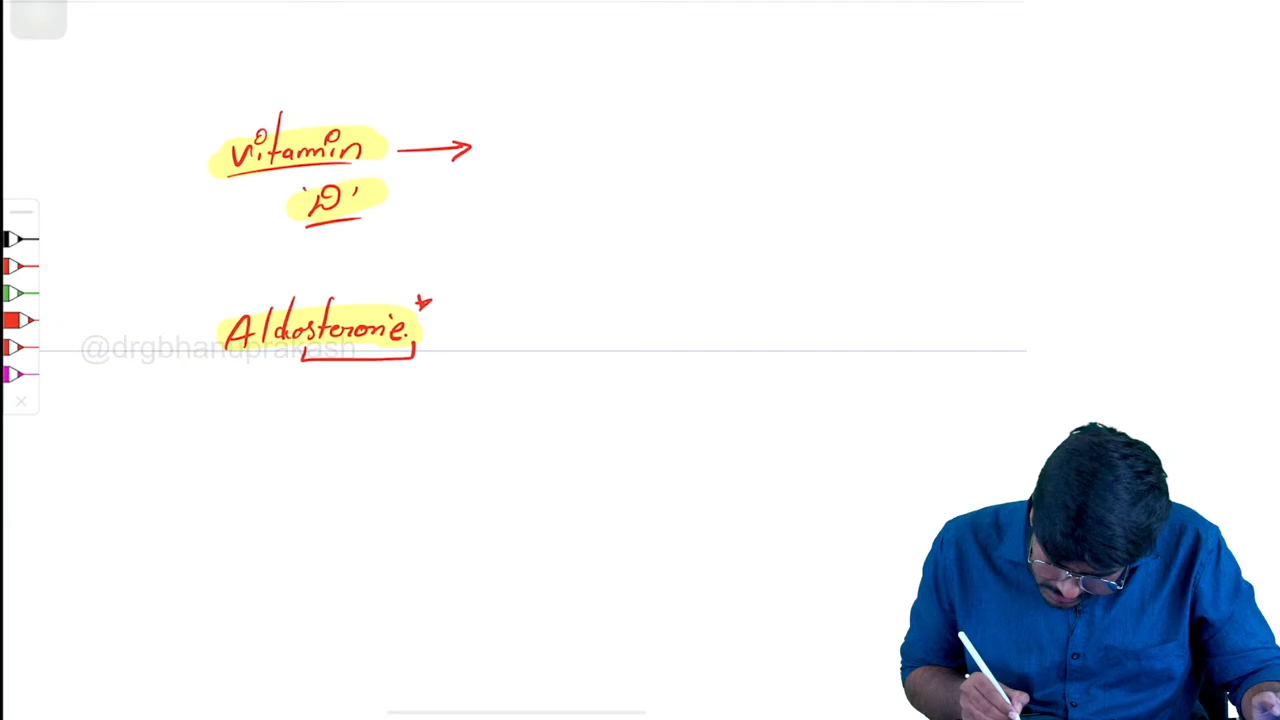 vitamin →
'D'
Aldosterone. *
@drgbhanuprakash